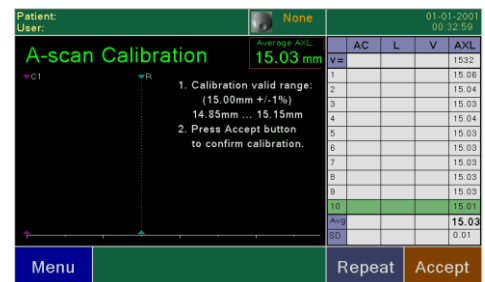 Patient:
User:
None
01-01-2001
00:32:59
A-scan Calibration
Average AXL:
15.03 mm
C1
R
1. Calibration valid range:
(15.00mm +/-1%)
14.85mm ... 15.15mm
2. Press Accept button
to confirm calibration.
AC L V AXL
V= 1532
1 15.06
2 15.04
3 15.04
4 15.04
5 15.03
6 15.03
7 15.03
8 15.03
9 15.03
10 15.01
Avg 15.03
SD 0.01
Menu
Repeat
Accept